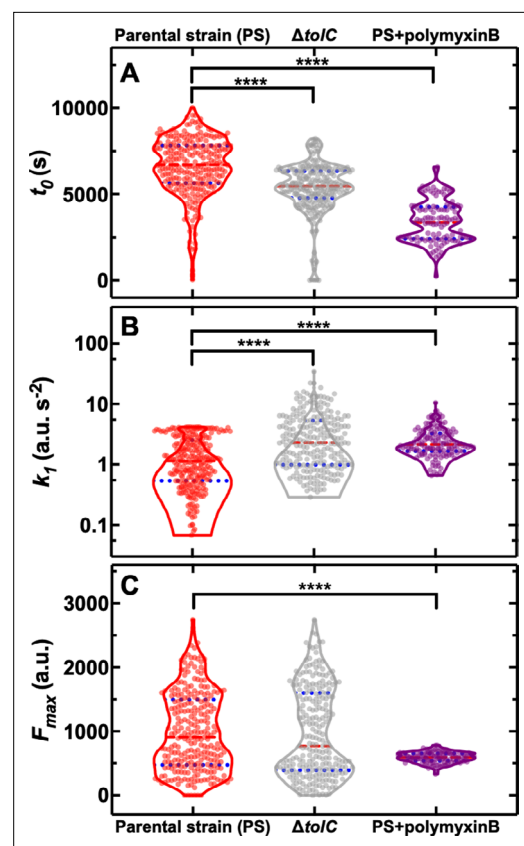 Parental strain (PS) ΔtolC PS+polymyxinB
A
****
****
10000
5000
0
t0 (s)
B
****
****
100
10
1
0.1
k1 (a.u. s-2)
C
****
3000
2000
1000
0
Fmax (a.u.)
Parental strain (PS) ΔtolC PS+polymyxinB